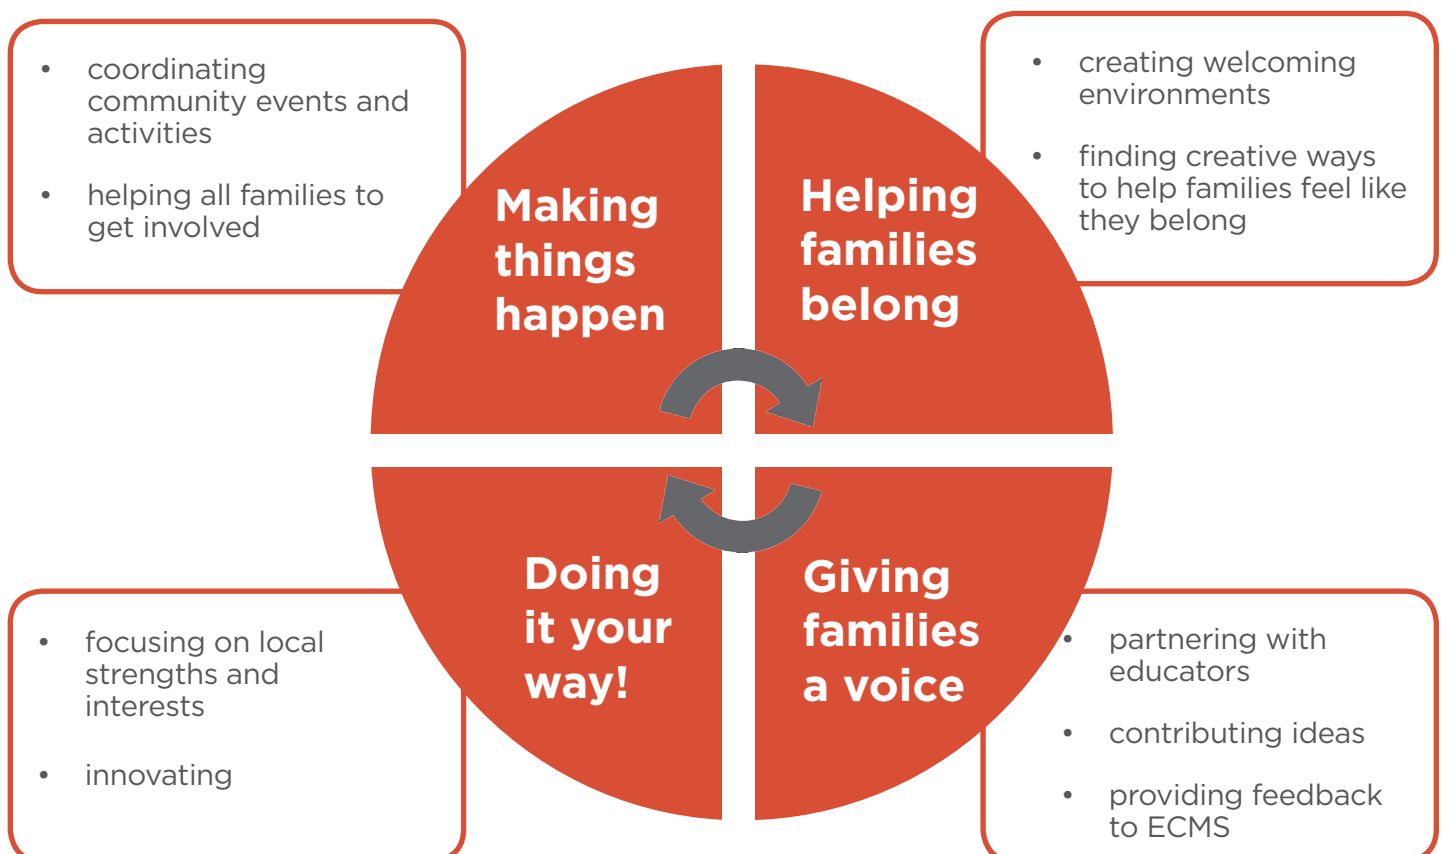 • coordinating
community events and
activities
• helping all families to
get involved
Making
things
happen
Helping
families
belong
• creating welcoming
environments
• finding creative ways
to help families feel like
they belong
• focusing on local
strengths and
interests
• innovating
Doing
it your
way!
Giving
families
a voice
• partnering with
educators
• contributing ideas
• providing feedback
to ECMS